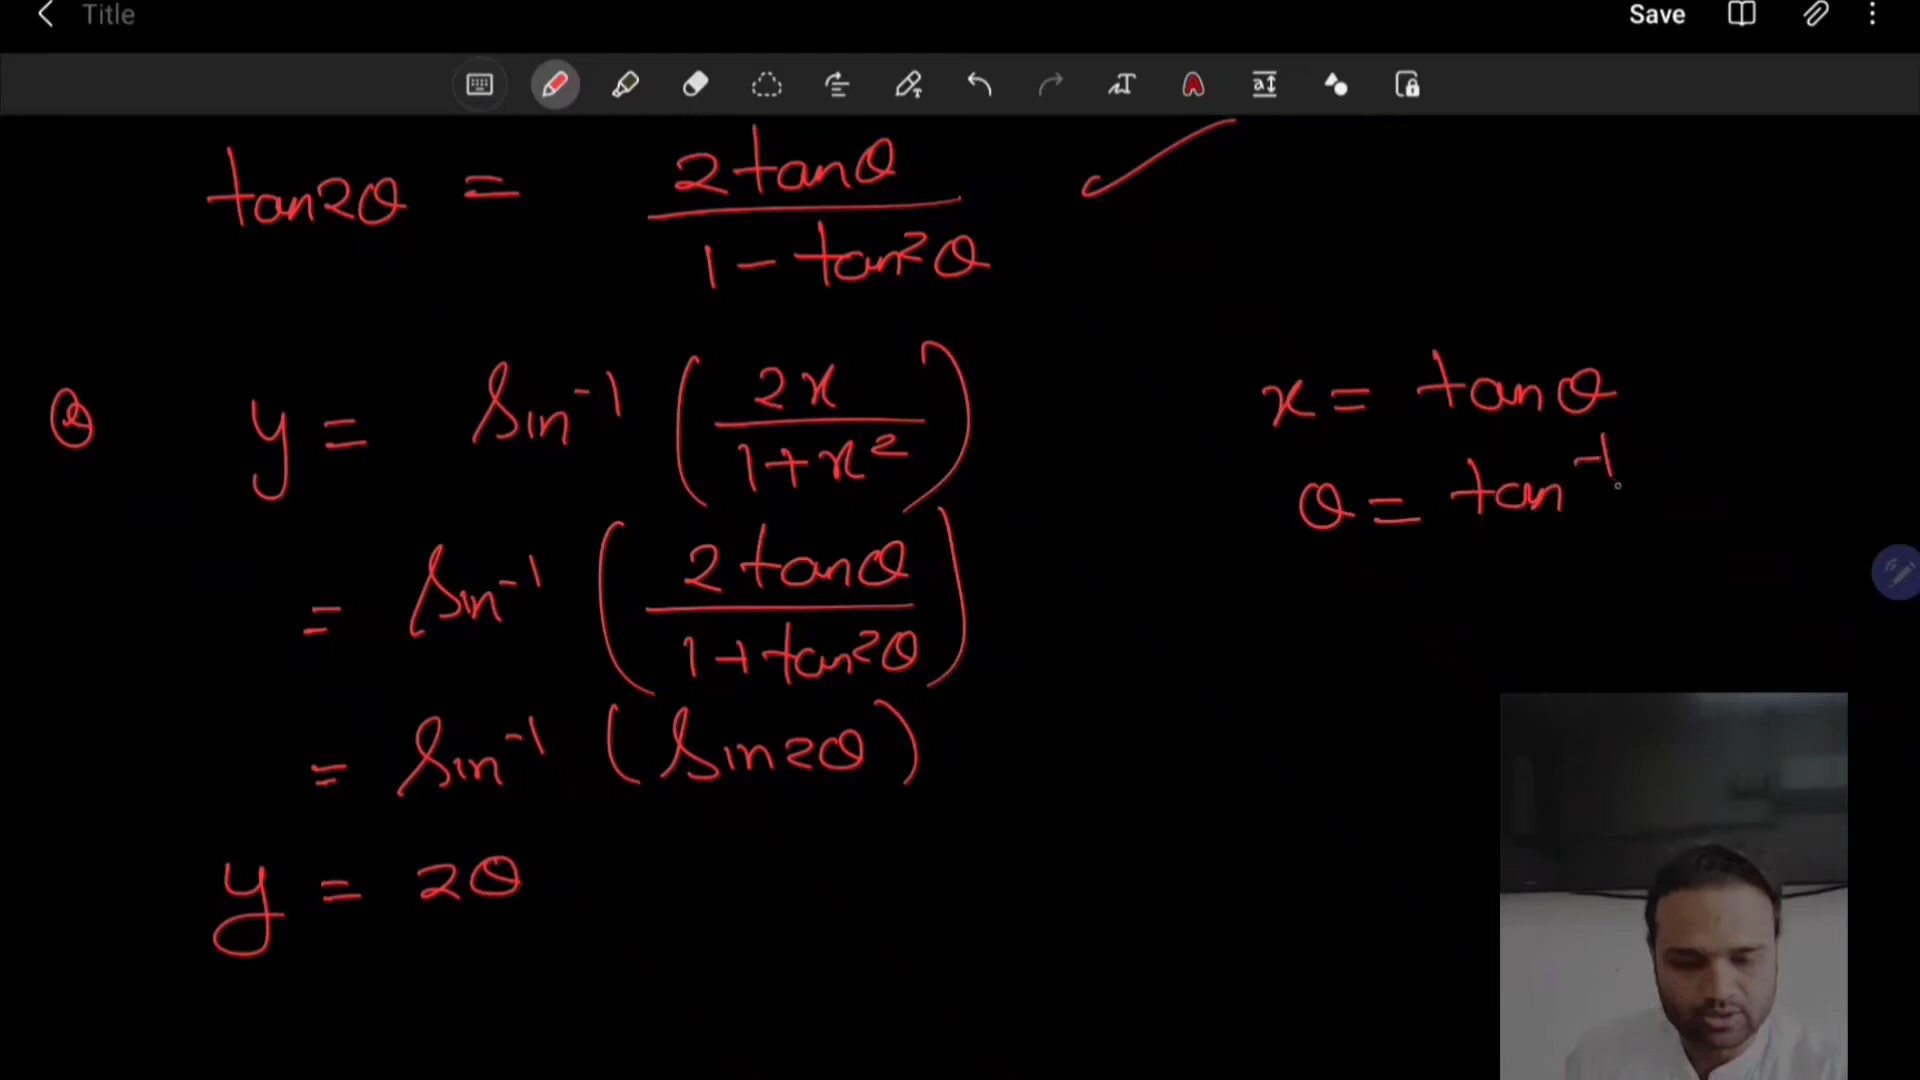 Title
Save
tan2θ = 2tanθ / 1 - tan²θ
Q y = sin⁻¹ (2x / 1+x²)
x = tanθ
θ = tan⁻¹
= sin⁻¹ (2tanθ / 1+tan²θ)
= sin⁻¹ (sin2θ)
y = 2θ